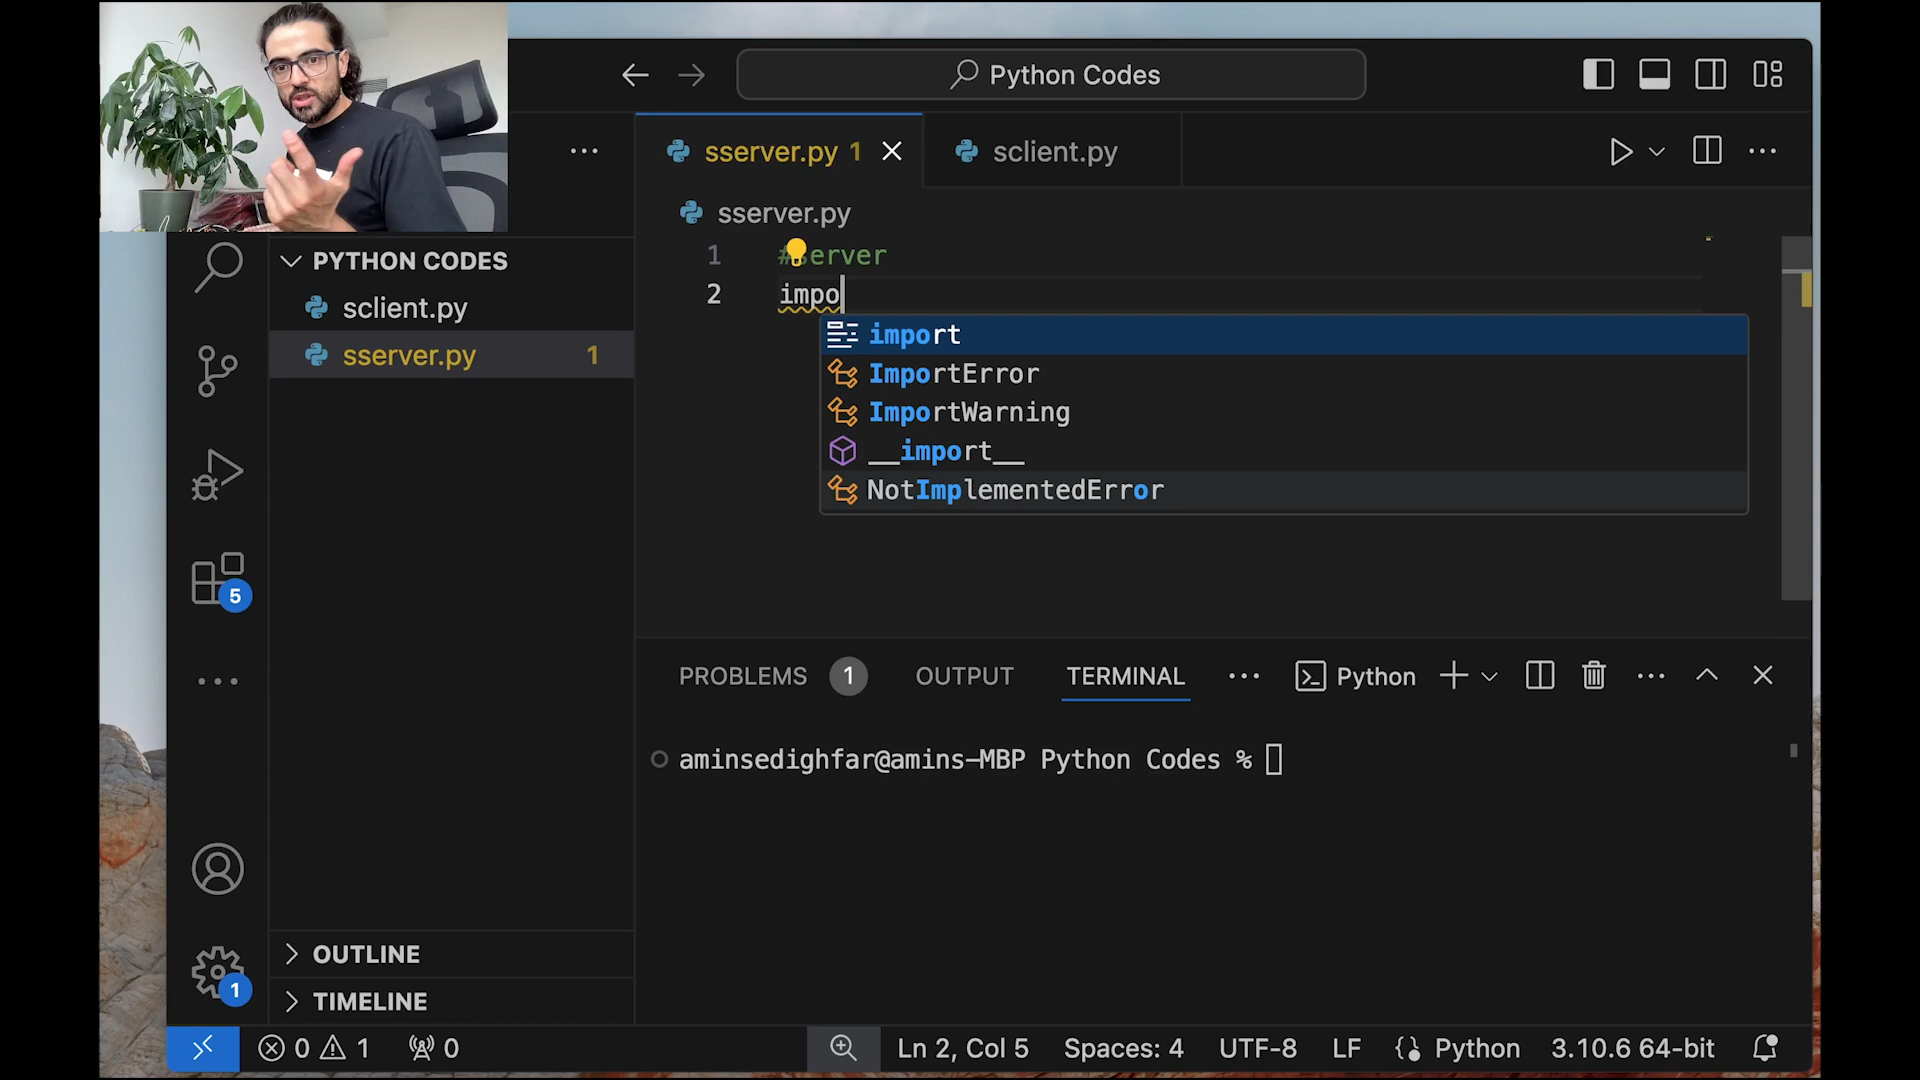 Python Codes
sserver.py 1
sclient.py
sserver.py
PYTHON CODES
sclient.py
sserver.py 1
1 #server
2 impo
import
ImportError
ImportWarning
__import__
NotImplementedError
5
PROBLEMS 1 OUTPUT TERMINAL Python
aminsedighfar@amins-MBP Python Codes %
OUTLINE
1
TIMELINE
0 1 0 Ln 2, Col 5 Spaces: 4 UTF-8 LF Python 3.10.6 64-bit